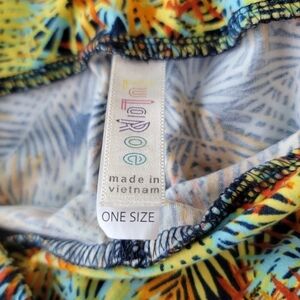 LuLaRoe
made in
vietnam
ONE SIZE